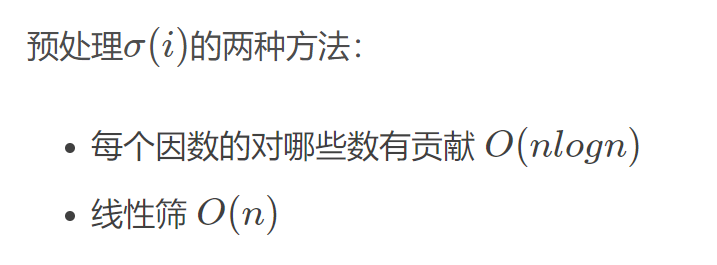 预处理σ(i)的两种方法：
• 每个因数的对哪些数有贡献 O(nlogn)
• 线性筛 O(n)